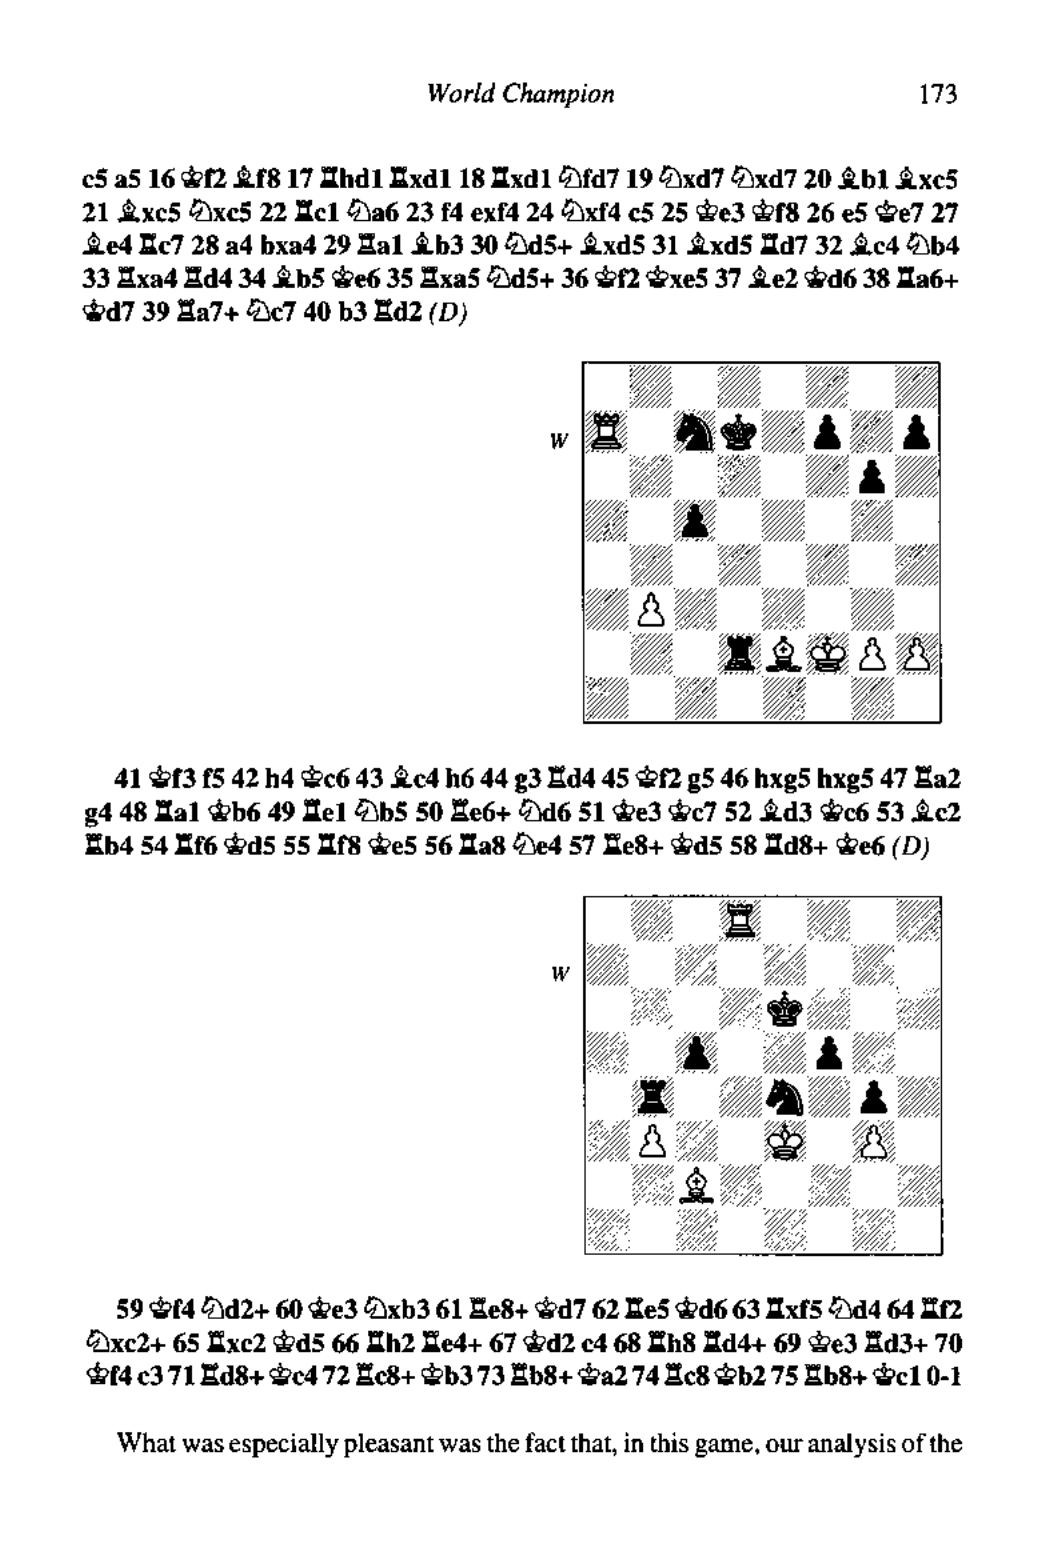 World Champion 173
c5 a5 16 ♔f2 ♗f8 17 ♖hd1 ♖xd1 18 ♖xd1 ♘fd7 19 ♘xd7 ♘xd7 20 ♗b1 ♗xc5
21 ♗xc5 ♘xc5 22 ♖c1 ♘a6 23 f4 exf4 24 ♘xf4 c5 25 ♔e3 ♔f8 26 e5 ♔e7 27
♗e4 ♖c7 28 a4 bxa4 29 ♖a1 ♗b3 30 ♘d5+ ♗xd5 31 ♗xd5 ♖d7 32 ♗c4 ♘b4
33 ♖xa4 ♖d4 34 ♗b5 ♔e6 35 ♖xa5 ♘d5+ 36 ♔f2 ♔xe5 37 ♗e2 ♔d6 38 ♖a6+
♔d7 39 ♖a7+ ♘c7 40 b3 ♖d2 (D)
W
41 ♔f3 f5 42 h4 ♔c6 43 ♗c4 h6 44 g3 ♖d4 45 ♔f2 g5 46 hxg5 hxg5 47 ♖a2
g4 48 ♖a1 ♔b6 49 ♖e1 ♘b5 50 ♖e6+ ♘d6 51 ♔e3 ♔c7 52 ♗d3 ♔c6 53 ♗c2
♖b4 54 ♖f6 ♔d5 55 ♖f8 ♔e5 56 ♖a8 ♘e4 57 ♖e8+ ♔d5 58 ♖d8+ ♔e6 (D)
W
59 ♔f4 ♘d2+ 60 ♔e3 ♘xb3 61 ♖e8+ ♔d7 62 ♖e5 ♔d6 63 ♖xf5 ♘d4 64 ♖f2
♘xc2+ 65 ♖xc2 ♔d5 66 ♖h2 ♖e4+ 67 ♔d2 c4 68 ♖h8 ♖d4+ 69 ♔e3 ♖d3+ 70
♔f4 c3 71 ♖d8+ ♔c4 72 ♖c8+ ♔b3 73 ♖b8+ ♔a2 74 ♖c8 ♔b2 75 ♖b8+ ♔c1 0-1
What was especially pleasant was the fact that, in this game, our analysis of the